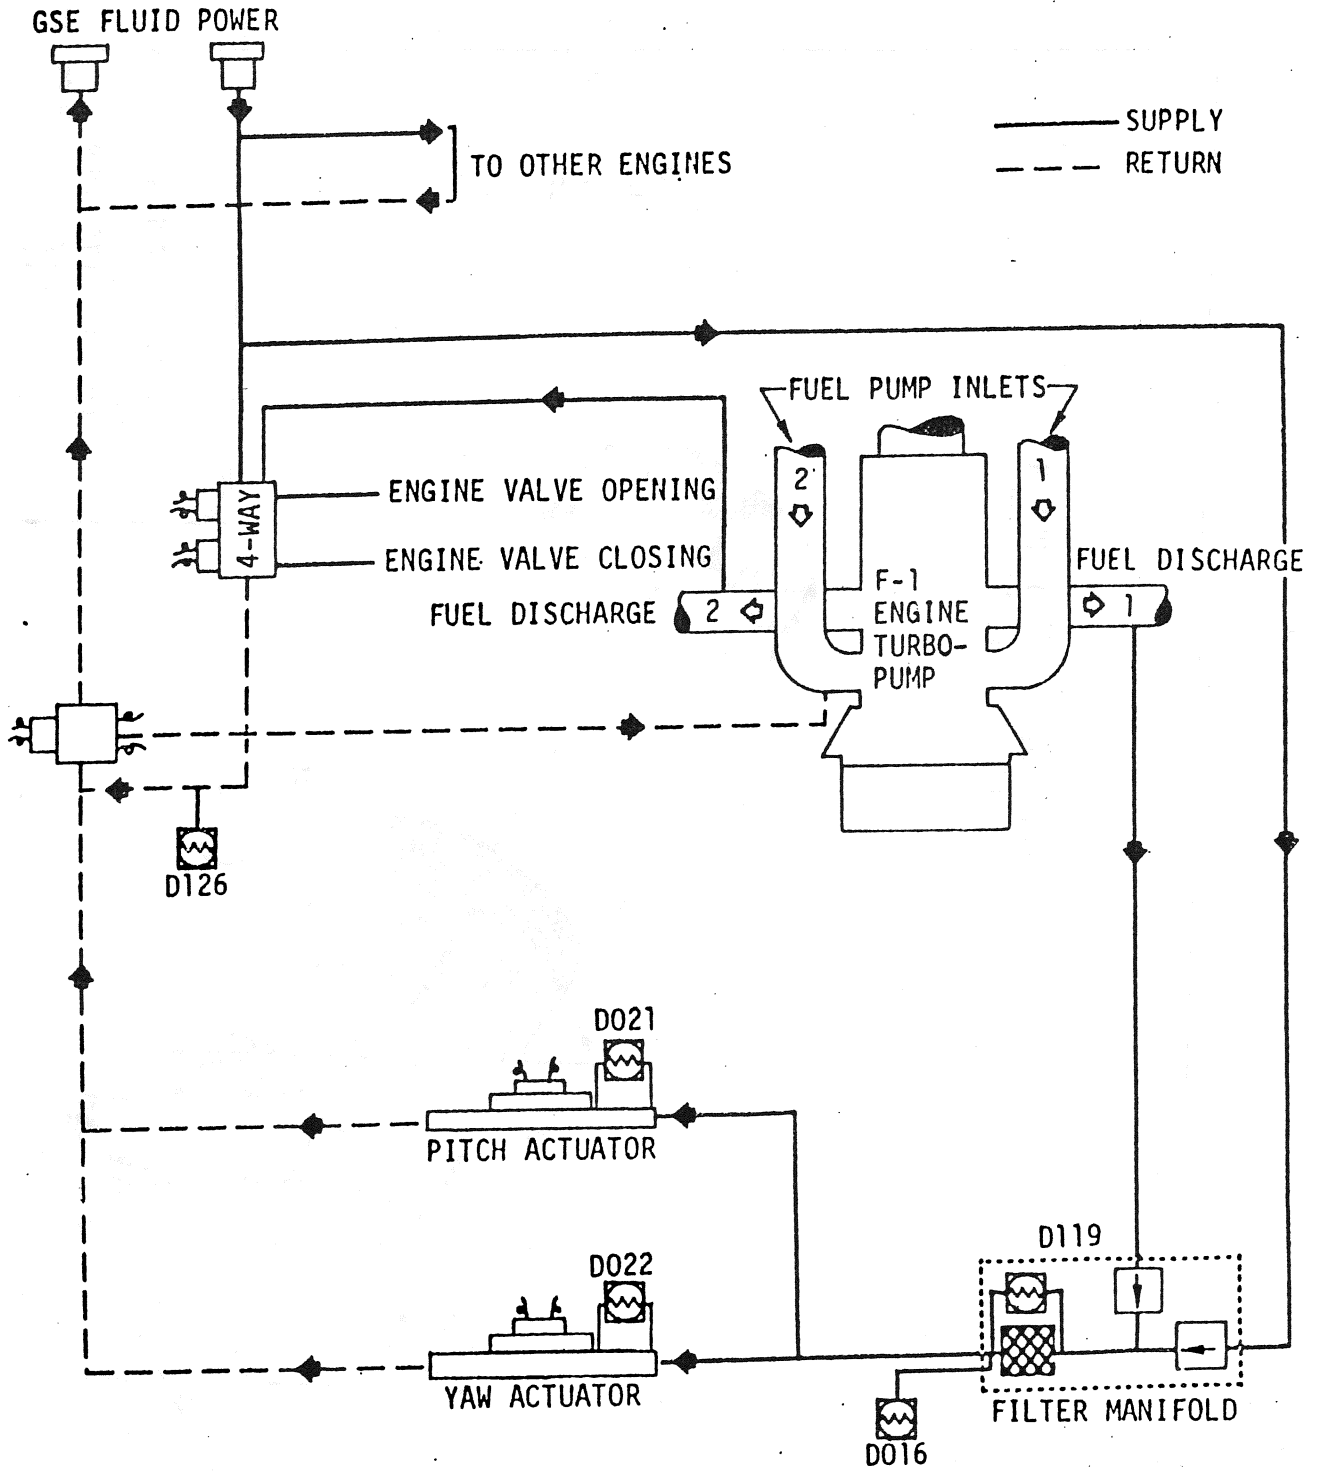 GSE FLUID POWER
SUPPLY
RETURN
TO OTHER ENGINES
FUEL PUMP INLETS
2
1
4-WAY
ENGINE VALVE OPENING
ENGINE VALVE CLOSING
FUEL DISCHARGE
FUEL DISCHARGE
2
1
F-1
ENGINE
TURBO-
PUMP
D126
D021
PITCH ACTUATOR
D022
YAW ACTUATOR
D119
FILTER MANIFOLD
D016